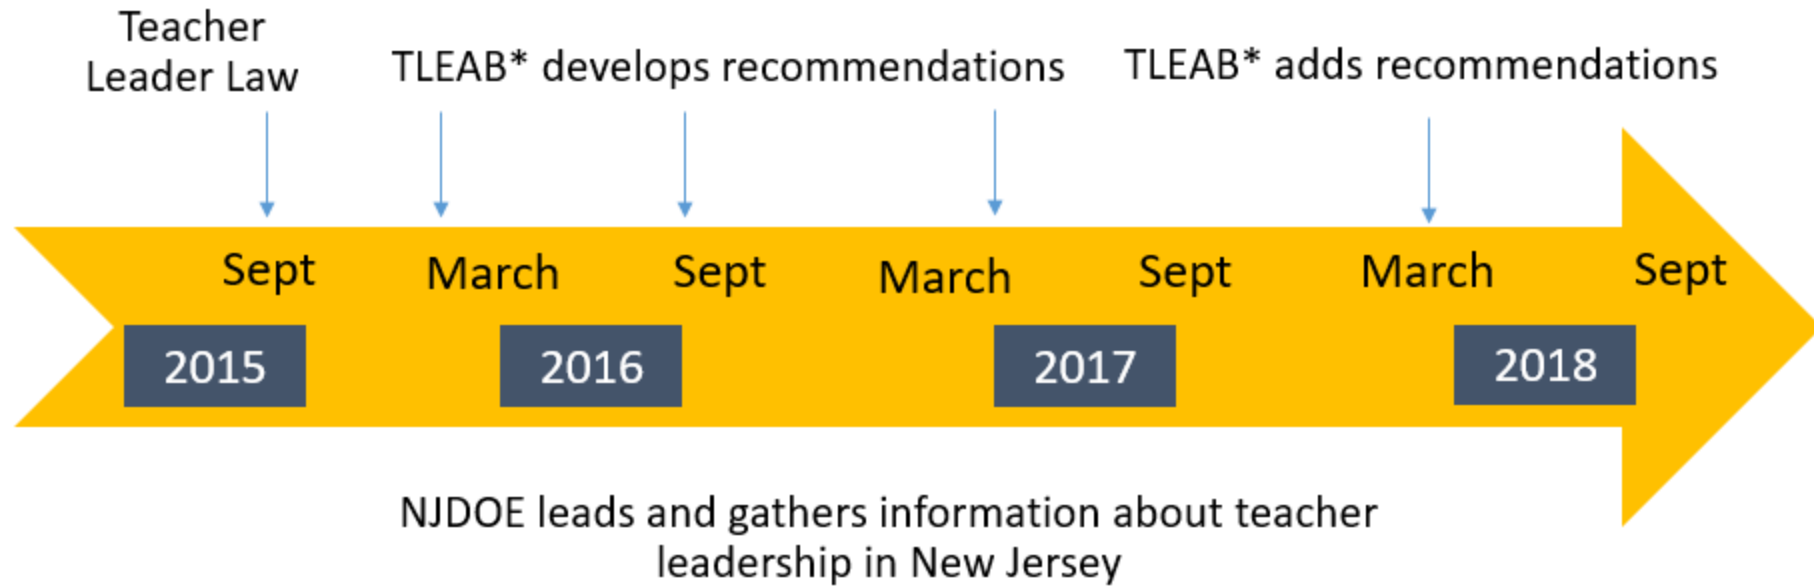 Teacher
Leader Law
TLEAB* develops recommendations
TLEAB* adds recommendations
Sept
March
Sept
March
Sept
March
Sept
2015
2016
2017
2018
NJDOE leads and gathers information about teacher
leadership in New Jersey